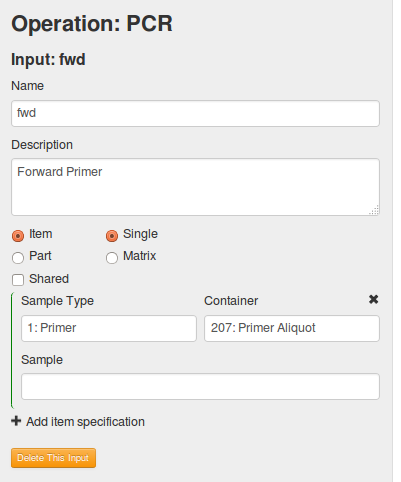 Operation: PCR
Input: fwd
Name
fwd
Description
Forward Primer
Item Single
Part Matrix
Shared
Sample Type Container
1: Primer 207: Primer Aliquot
Sample
Add item specification
Delete This Input